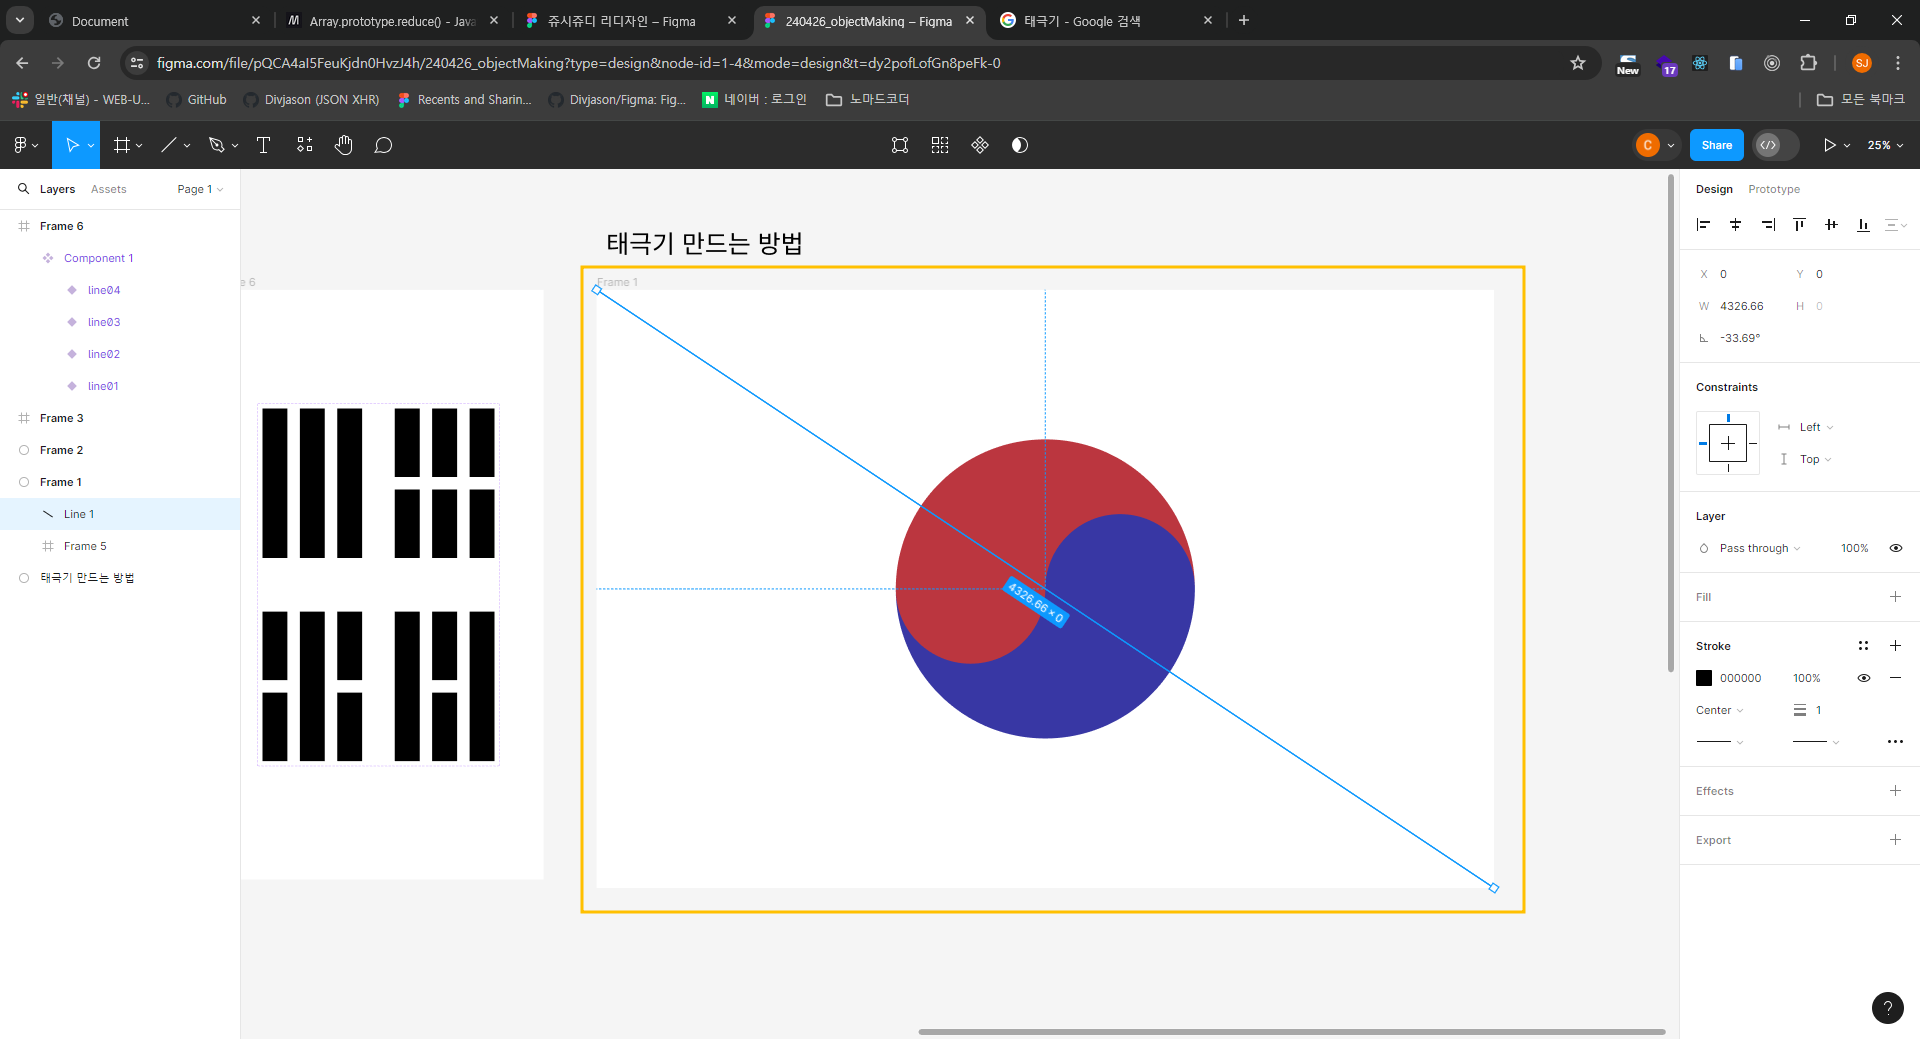 Document
Array.prototype.reduce() - Java
쥬시쥬디 리디자인 – Figma
240426_objectMaking – Figma
태극기 - Google 검색
figma.com/file/pQCA4aI5FeuKjdn0HvzJ4h/240426_objectMaking?type=design&node-id=1-4&mode=design&t=dy2pofLofGn8peFk-0
New
17
SJ
일반(채널) - WEB-U...
GitHub
Divjason (JSON XHR)
Recents and Sharin...
Divjason/Figma: Fig...
네이버 : 로그인
노마드코더
모든 북마크
C
Share
25%
Layers
Assets
Page 1
Frame 6
Component 1
line04
line03
line02
line01
Frame 3
Frame 2
Frame 1
Line 1
Frame 5
태극기 만드는 방법
e 6
태극기 만드는 방법
Frame 1
4326.66 × 0
Design
Prototype
X 0
Y 0
W 4326.66
H 0
-33.69°
Constraints
Left
Top
Layer
Pass through
100%
Fill
Stroke
000000
100%
Center
1
Effects
Export
?